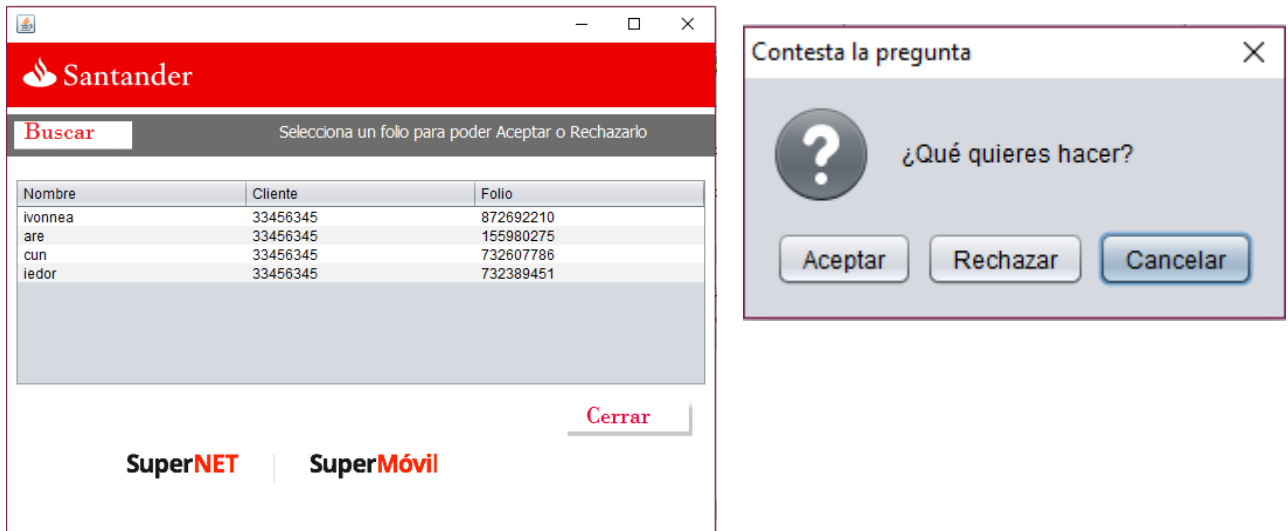 Santander
Buscar Selecciona un folio para poder Aceptar o Rechazarlo
Nombre Cliente Folio
ivonnea 33456345 872692210
are 33456345 155980275
cun 33456345 732607786
iedor 33456345 732389451
Cerrar
SuperNET SuperMóvil
Contesta la pregunta
¿Qué quieres hacer?
Aceptar Rechazar Cancelar